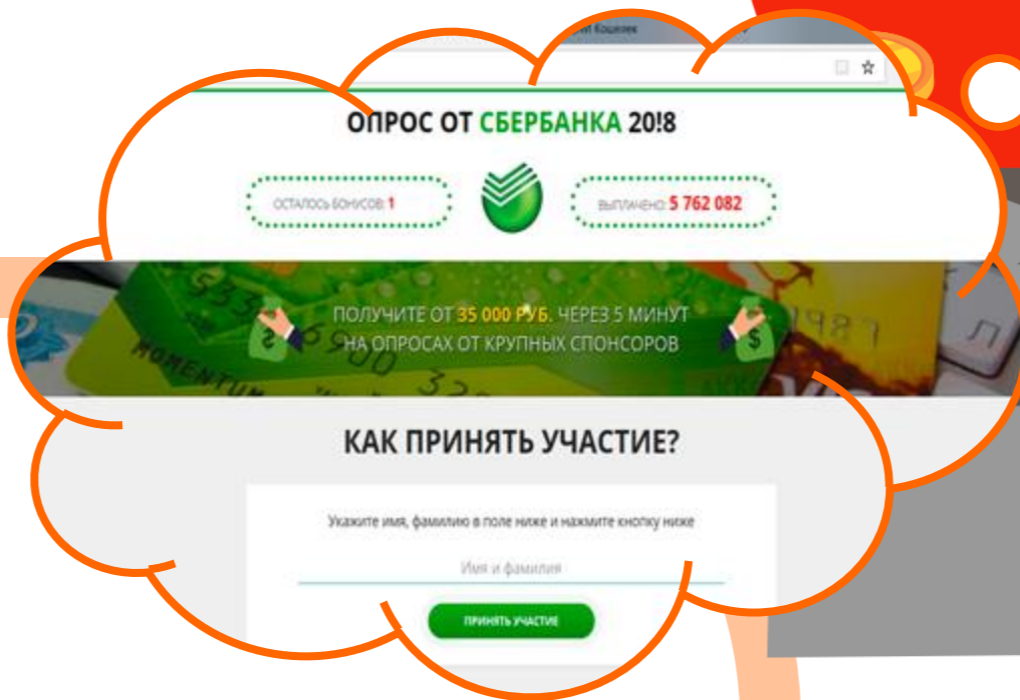 Кошелек
ОПРОС ОТ СБЕРБАНКА 20!8
ОСТАЛОСЬ БОНУСОВ: 1
ВЫПЛАЧЕНО: 5 762 082
ПОЛУЧИТЕ ОТ 35 000 РУБ. ЧЕРЕЗ 5 МИНУТ
НА ОПРОСАХ ОТ КРУПНЫХ СПОНСОРОВ
MOMENTUM
КАК ПРИНЯТЬ УЧАСТИЕ?
Укажите имя, фамилию в поле ниже и нажмите кнопку ниже
Имя и фамилия
ПРИНЯТЬ УЧАСТИЕ